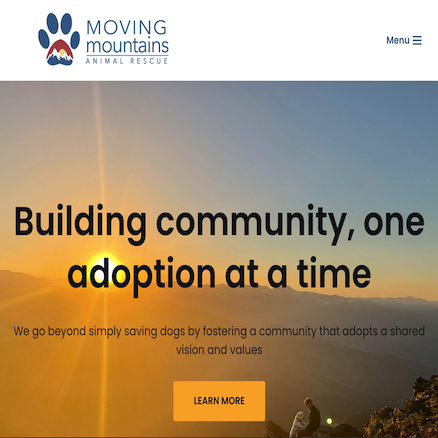 MOVING
mountains
ANIMAL RESCUE
Menu
Building community, one
adoption at a time
We go beyond simply saving dogs by fostering a community that adopts a shared
vision and values
LEARN MORE